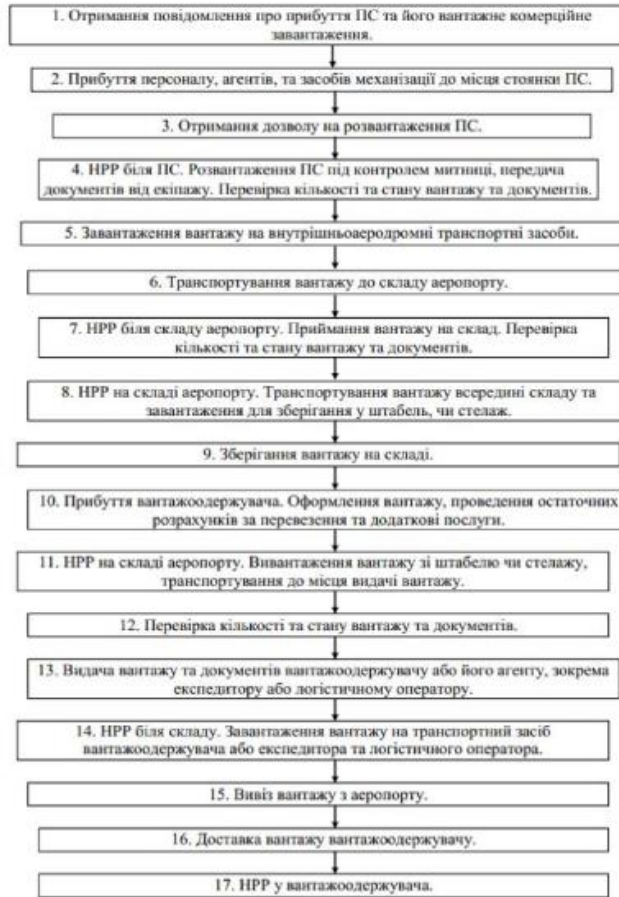 1. Отримання повідомлення про прибуття ПС та його вантажне комерційне
завантаження.
2. Прибуття персоналу, агентів, та засобів механізації до місця стоянки ПС.
3. Отримання дозволу на розвантаження ПС.
4. НРР біля ПС. Розвантаження ПС під контролем митниці, передача
документів від екіпажу. Перевірка кількості та стану вантажу та документів.
5. Завантаження вантажу на внутрішньоаеродромні транспортні засоби.
6. Транспортування вантажу до складу аеропорту.
7. НРР біля складу аеропорту. Приймання вантажу на склад. Перевірка
кількості та стану вантажу та документів.
8. НРР на складі аеропорту. Транспортування вантажу всередині складу та
завантаження для зберігання у штабель, чи стелаж.
9. Зберігання вантажу на складі.
10. Прибуття вантажоодержувача. Оформлення вантажу, проведення остаточних
розрахунків за перевезення та додаткові послуги.
11. НРР на складі аеропорту. Вивантаження вантажу зі штабелю чи стелажу,
транспортування до місця видачі вантажу.
12. Перевірка кількості та стану вантажу та документів.
13. Видача вантажу та документів вантажоодержувачу або його агенту, зокрема
експедитору або логістичному оператору.
14. НРР біля складу. Завантаження вантажу на транспортний засіб
вантажоодержувача або експедитора та логістичного оператора.
15. Вивіз вантажу з аеропорту.
16. Доставка вантажу вантажоодержувачу.
17. НРР у вантажоодержувача.